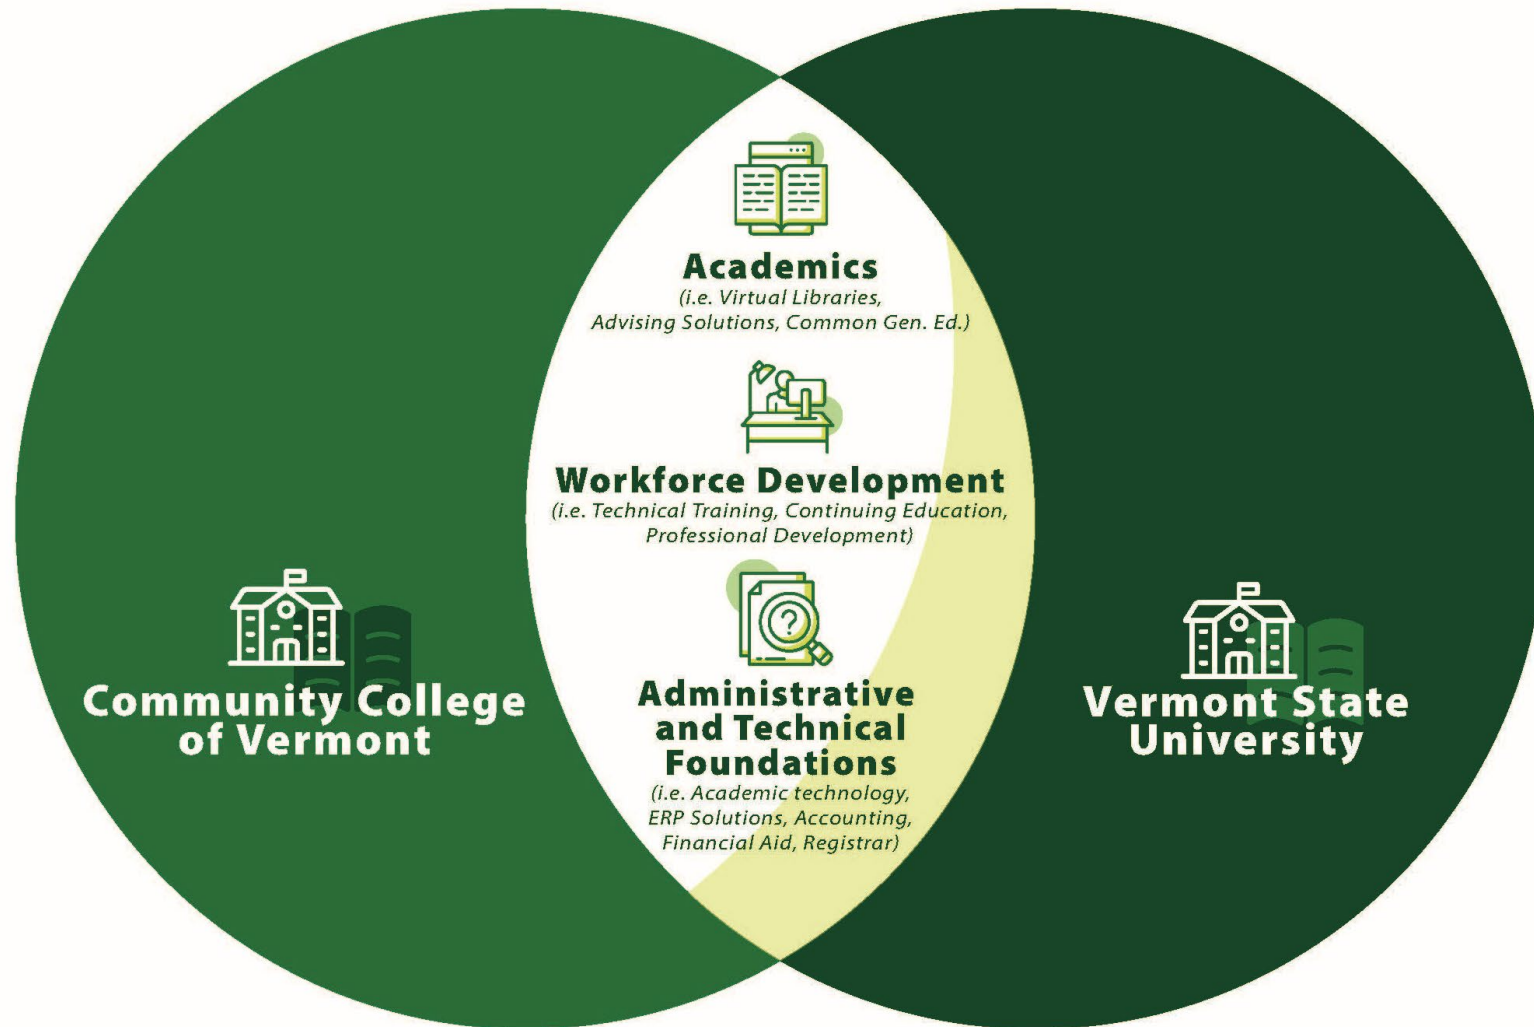 Academics
(i.e. Virtual Libraries,
Advising Solutions, Common Gen. Ed.)
Workforce Development
(i.e. Technical Training, Continuing Education,
Professional Development)
Administrative
and Technical
Foundations
(i.e. Academic technology,
ERP Solutions, Accounting,
Financial Aid, Registrar)
Community College
of Vermont
Vermont State
University
?